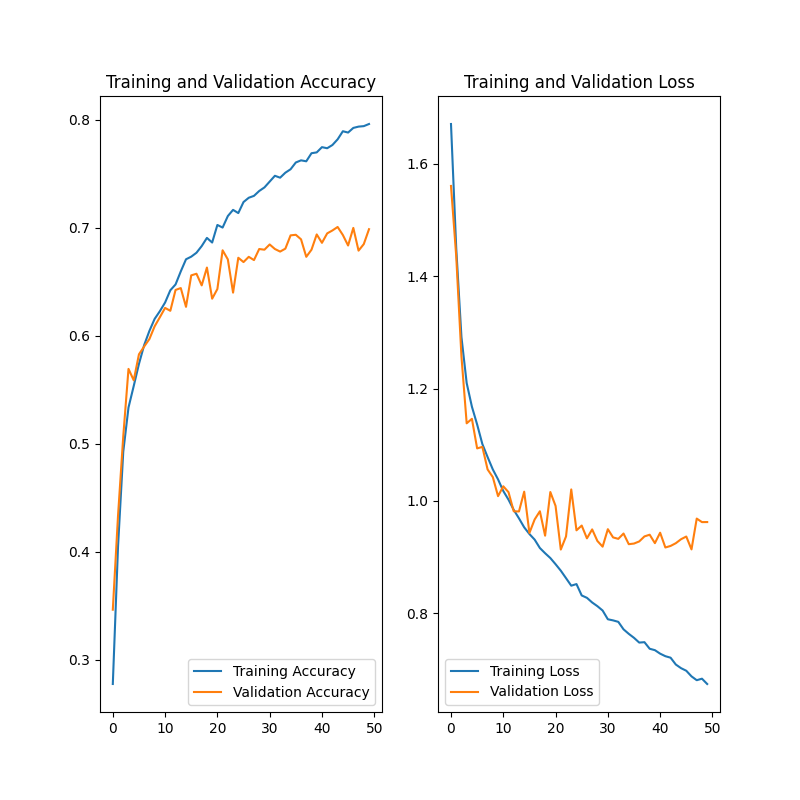 Training and Validation Accuracy
0.8
0.7
0.6
0.5
0.4
0.3
0 10 20 30 40 50
Training Accuracy
Validation Accuracy
Training and Validation Loss
1.6
1.4
1.2
1.0
0.8
0 10 20 30 40 50
Training Loss
Validation Loss